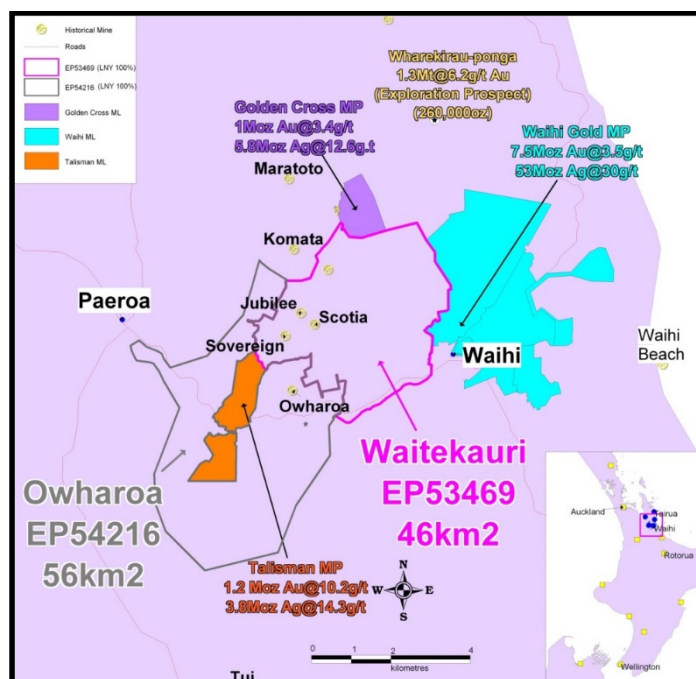 Historical Mine
Roads
EP53469 (LNY 100%)
EP54216 (LNY 100%)
Golden Cross ML
Waihi ML
Talisman ML
Wharekirau-ponga
1.3Mt@6.2g/t Au
(Exploration Prospect)
(260,000oz)
Golden Cross MP
1Moz Au@3.4g/t
5.8Moz Ag@12.6g.t
Waihi Gold MP
7.5Moz Au@3.5g/t
53Moz Ag@30g/t
Maratoto
Komata
Paeroa
Jubilee
Scotia
Sovereign
Waihi
Waihi
Beach
Owharoa
Waitekauri
EP53469
46km2
Owharoa
EP54216
56km2
Talisman MP
1.2 Moz Au@10.2g/t
3.8Moz Ag@14.3g/t
N
W
E
S
0
2
4
kilometres
Auckland
Tairua
Waihi
Rotorua
Wellington
Tui